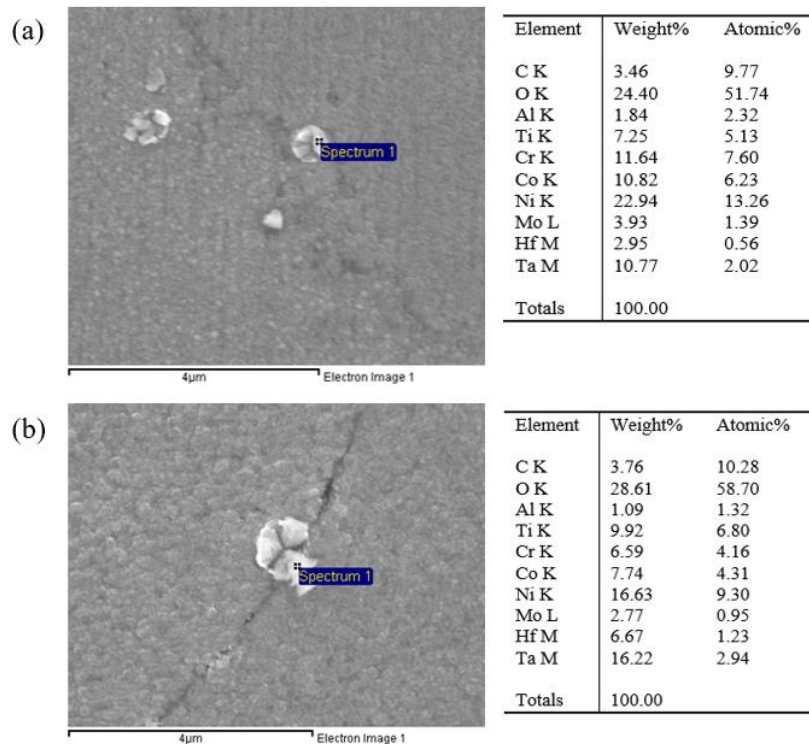 (a)
Spectrum 1
4µm Electron Image 1
Element Weight% Atomic%
C K 3.46 9.77
O K 24.40 51.74
Al K 1.84 2.32
Ti K 7.25 5.13
Cr K 11.64 7.60
Co K 10.82 6.23
Ni K 22.94 13.26
Mo L 3.93 1.39
Hf M 2.95 0.56
Ta M 10.77 2.02
Totals 100.00
(b)
Spectrum 1
4µm Electron Image 1
Element Weight% Atomic%
C K 3.76 10.28
O K 28.61 58.70
Al K 1.09 1.32
Ti K 9.92 6.80
Cr K 6.59 4.16
Co K 7.74 4.31
Ni K 16.63 9.30
Mo L 2.77 0.95
Hf M 6.67 1.23
Ta M 16.22 2.94
Totals 100.00